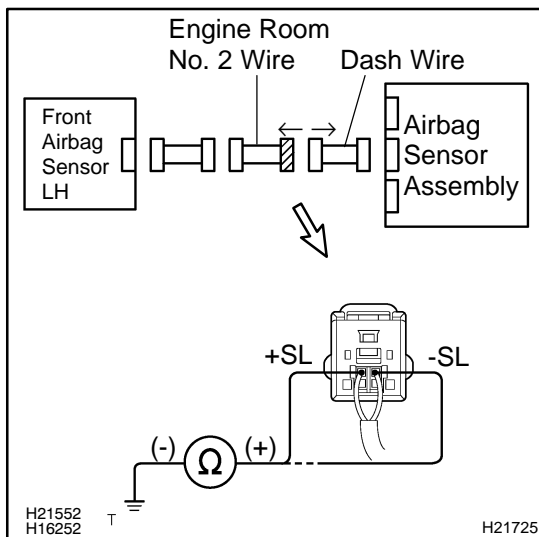 Engine Room
No. 2 Wire
Dash Wire
Front
Airbag
Sensor
LH
Airbag
Sensor
Assembly
+SL
-SL
(-)
Ω
(+)
H21552
H16252
T
H21725